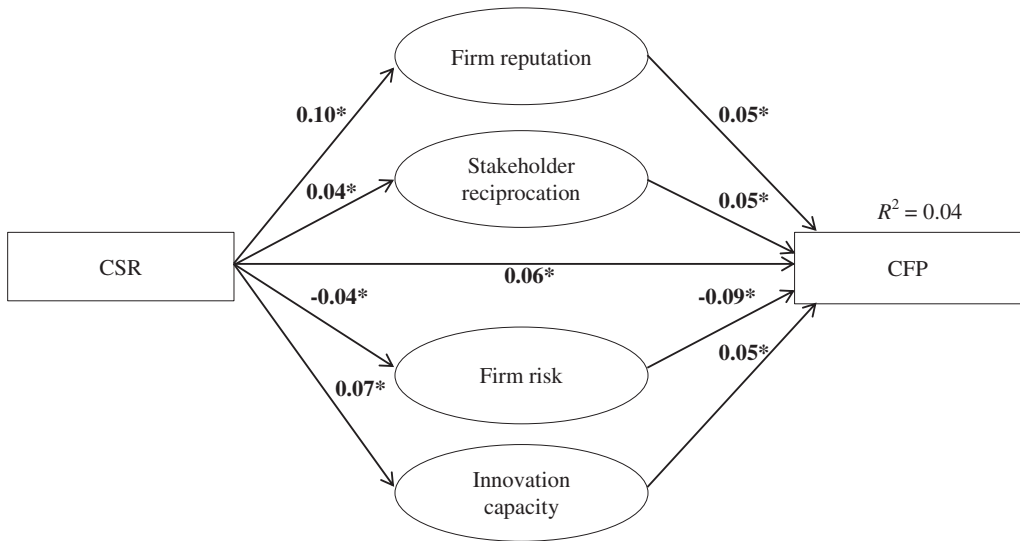 Firm reputation
0.10*
0.05*
Stakeholder
reciprocation
0.04*
0.05*
R² = 0.04
CSR
0.06*
CFP
-0.04*
-0.09*
Firm risk
0.07*
0.05*
Innovation
capacity